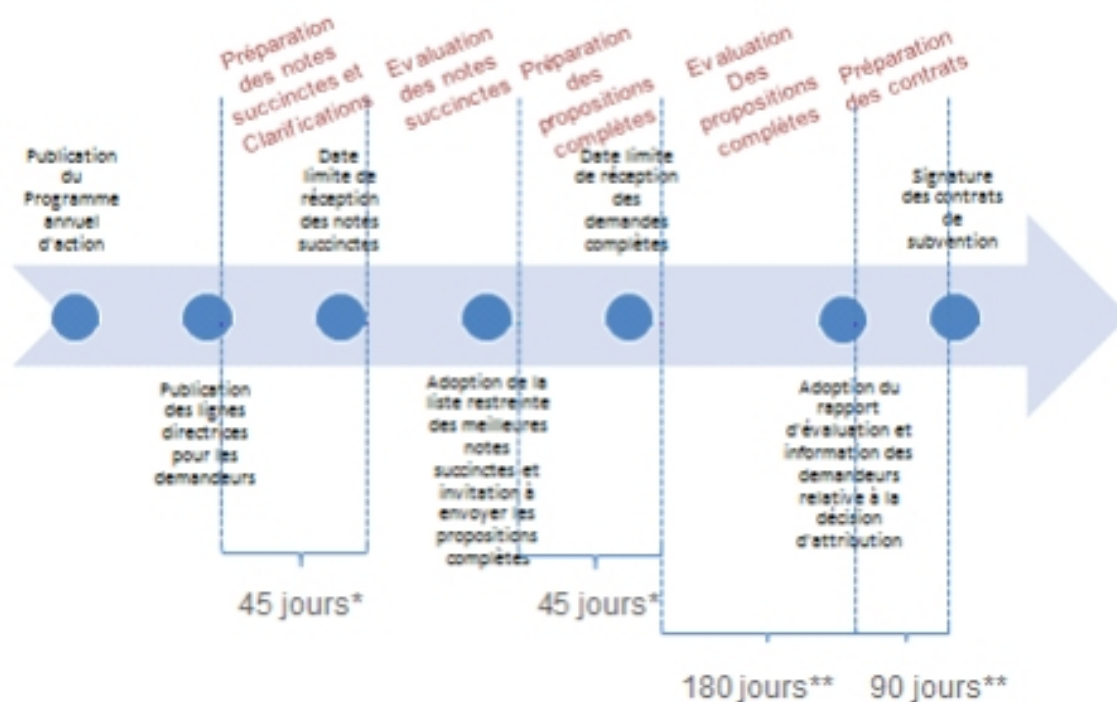 Préparation
des notes
succinctes et
Clarifications
Evaluation
des notes
succinctes
Préparation
des
propositions
complètes
Evaluation
Des
propositions
complètes
Préparation
des contrats
Publication
du
Programme
annuel
d'action
Date
limite de
réception
des notes
succinctes
Date limite
de réception
des
demandes
complètes
Signature
des contrats
de
subvention
Publication
des lignes
directrices
pour les
demandeurs
Adoption de la
liste restreinte
des meilleures
notes
succinctes et
invitation à
envoyer les
propositions
complètes
Adoption du
rapport
d'évaluation et
information des
demandeurs
relative à la
décision
d'attribution
45 jours*
45 jours*
180 jours**
90 jours**